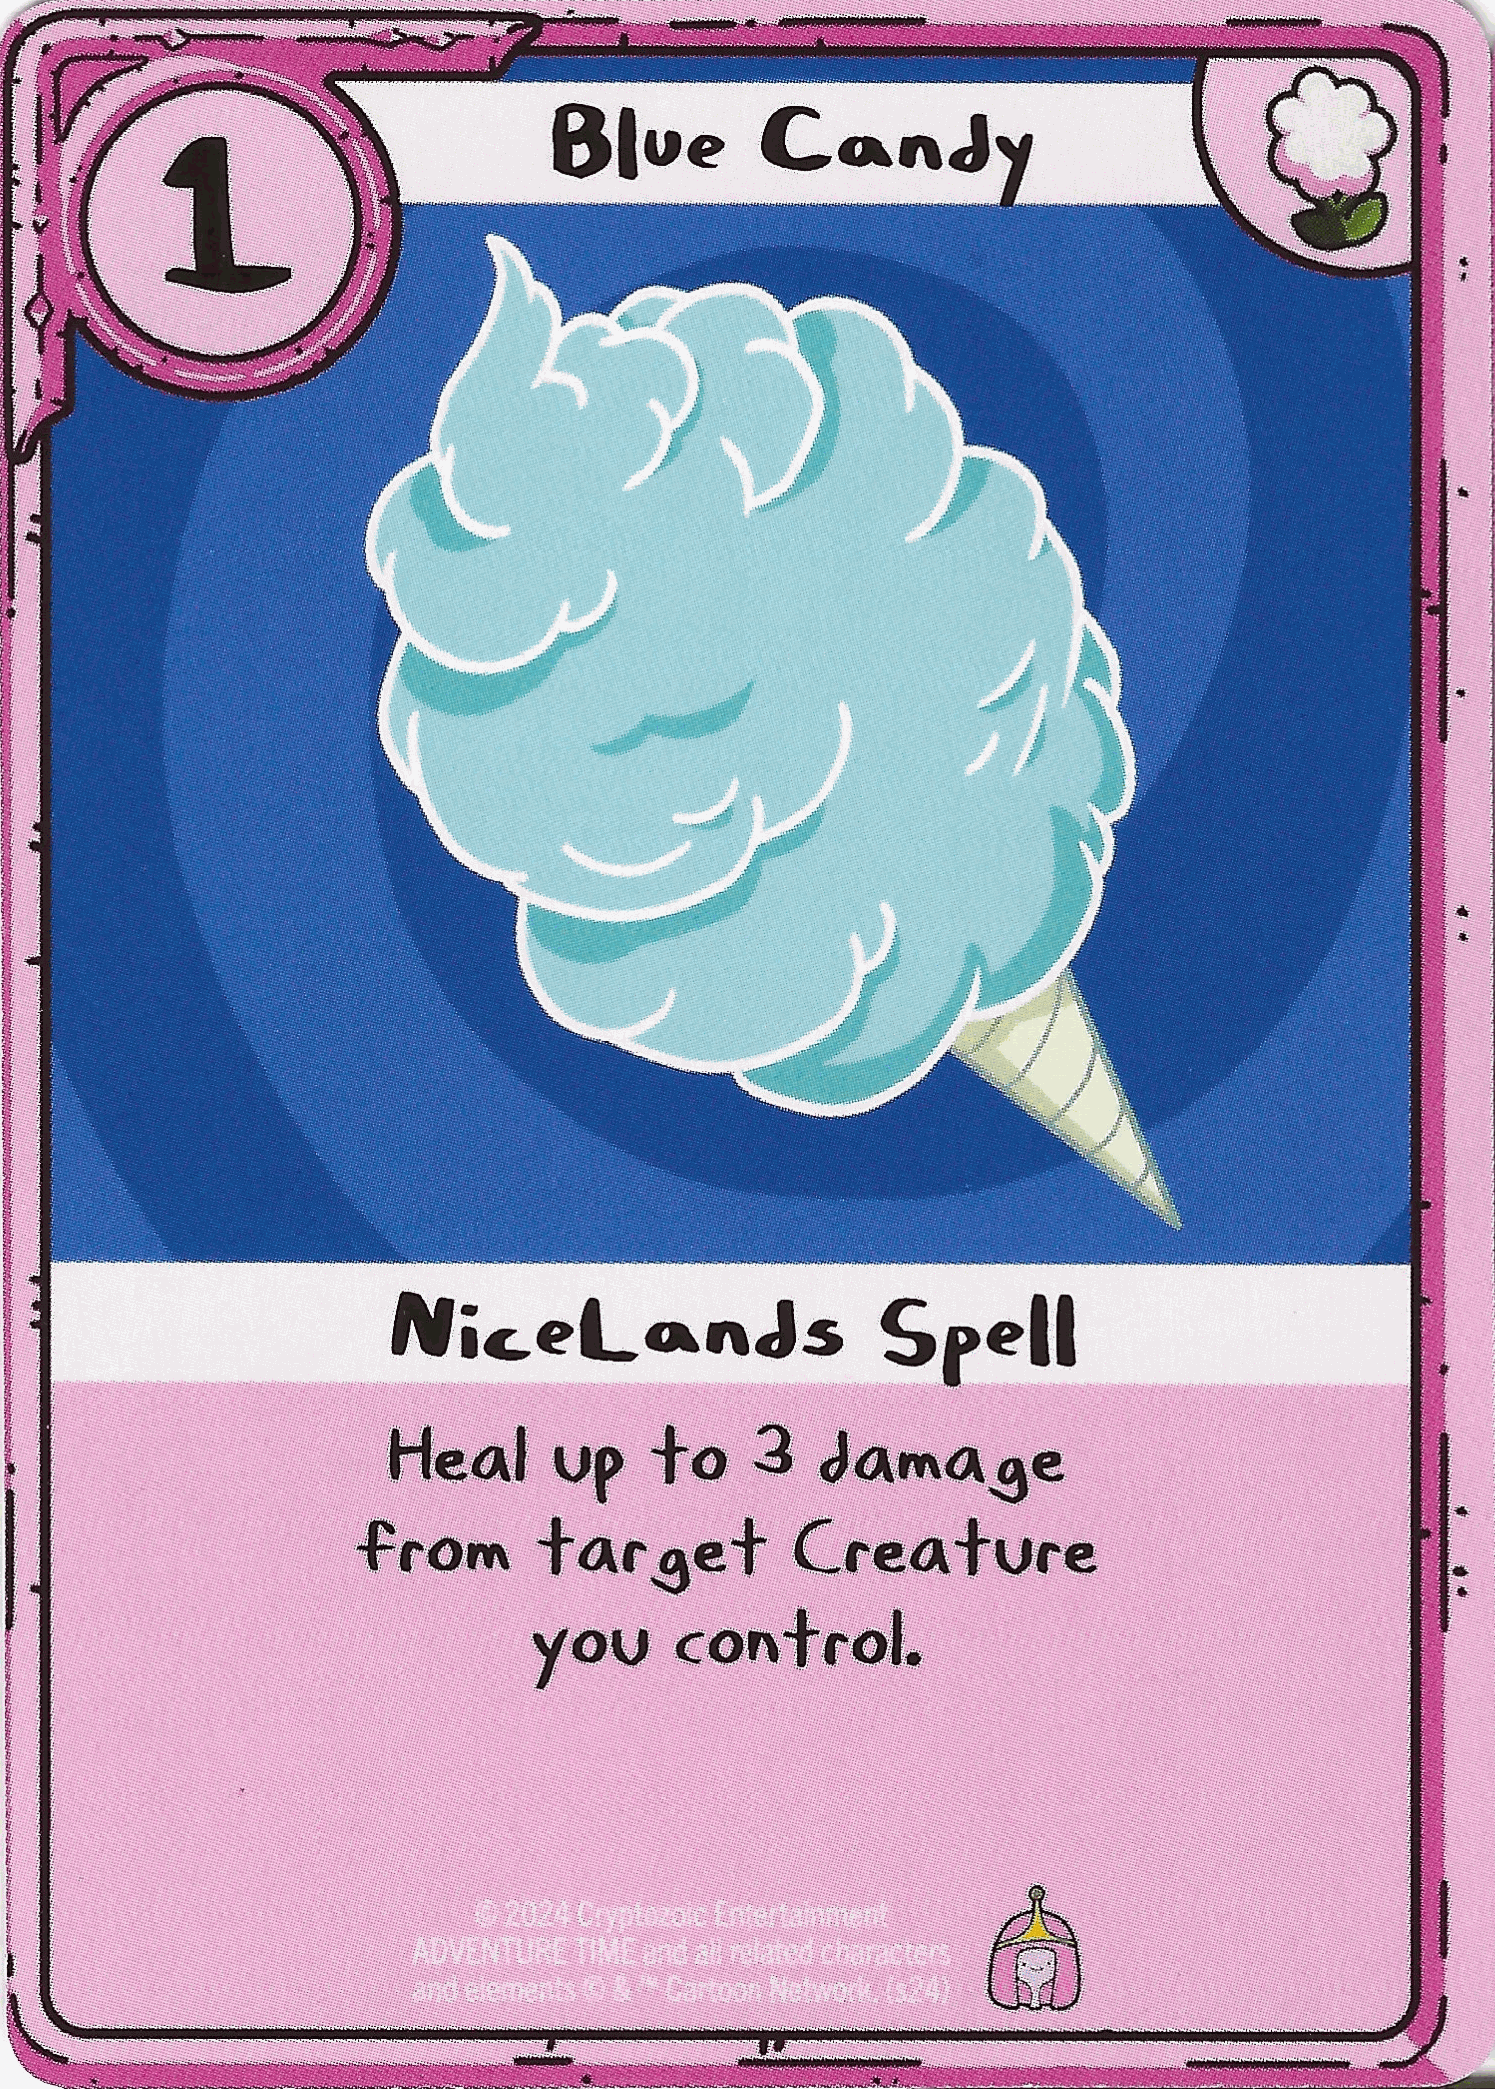 1
Blue Candy
NiceLands Spell
Heal up to 3 damage
from target Creature
you control.
© 2024 Cryptozoic Entertainment
ADVENTURE TIME and all related characters
and elements © & ™ Cartoon Network. (s24)